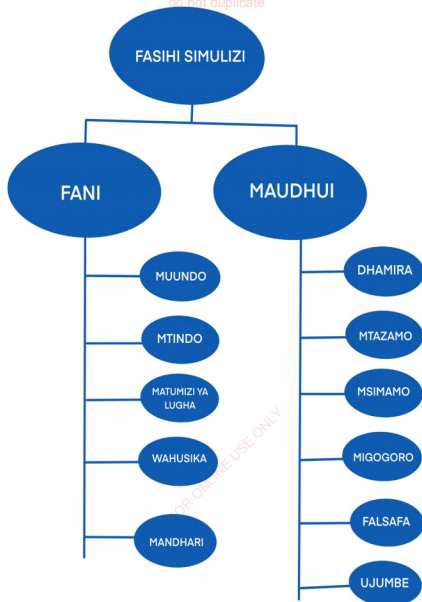 do not duplicate
FASIHI SIMULIZI
FANI
MAUDHUI
MUUNDO
MTINDO
MATUMIZI YA
LUGHA
WAHUSIKA
MANDHARI
DHAMIRA
MTAZAMO
MSIMAMO
MIGOGORO
FALSAFA
UJUMBE
FOR ONLINE USE ONLY